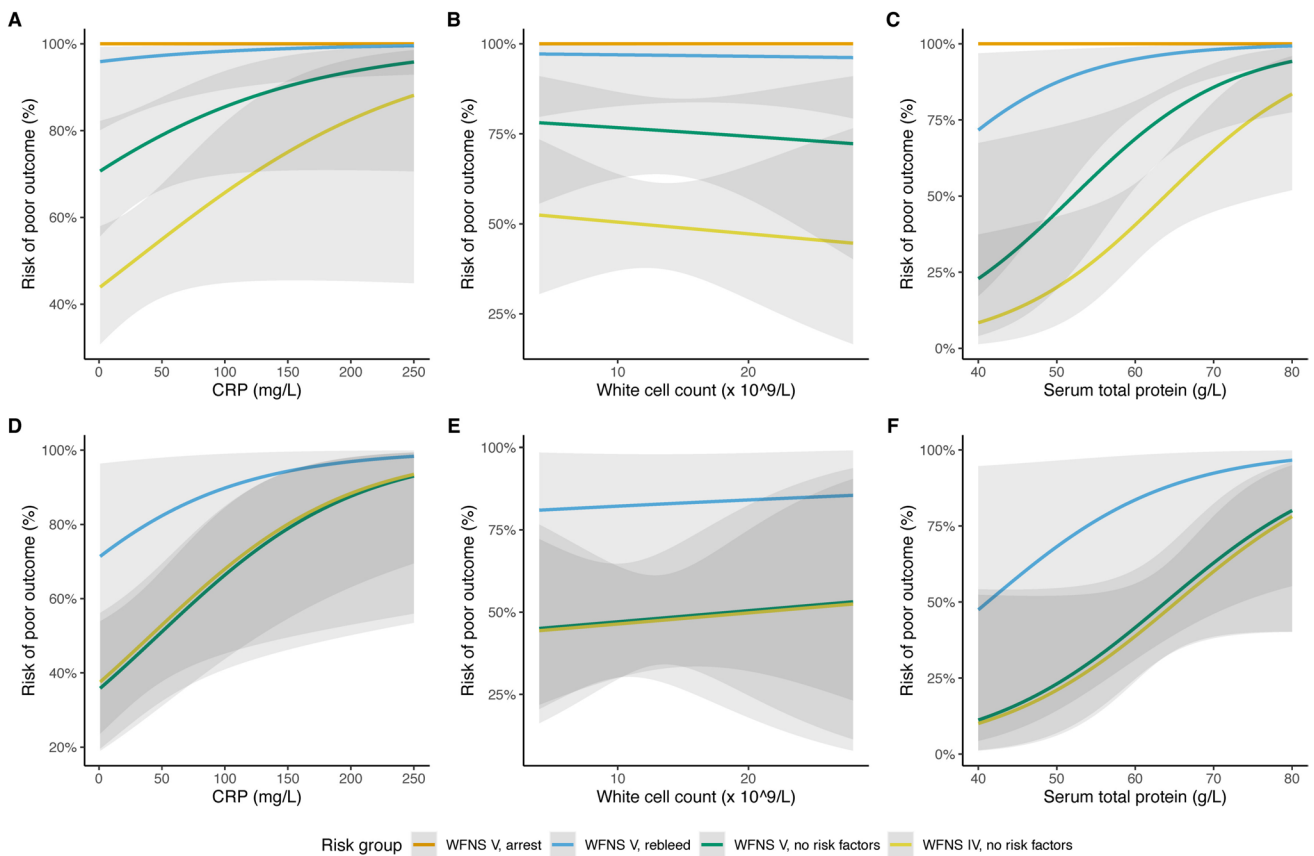 A
B
C
Risk of poor outcome (%)
100%
80%
60%
40%
0 50 100 150 200 250
CRP (mg/L)
Risk of poor outcome (%)
100%
75%
50%
25%
10 20
White cell count (x 10^9/L)
Risk of poor outcome (%)
100%
75%
50%
25%
0%
40 50 60 70 80
Serum total protein (g/L)
D
E
F
Risk of poor outcome (%)
100%
80%
60%
40%
20%
0 50 100 150 200 250
CRP (mg/L)
Risk of poor outcome (%)
100%
75%
50%
25%
10 20
White cell count (x 10^9/L)
Risk of poor outcome (%)
100%
75%
50%
25%
0%
40 50 60 70 80
Serum total protein (g/L)
Risk group WFNS V, arrest WFNS V, rebleed WFNS V, no risk factors WFNS IV, no risk factors